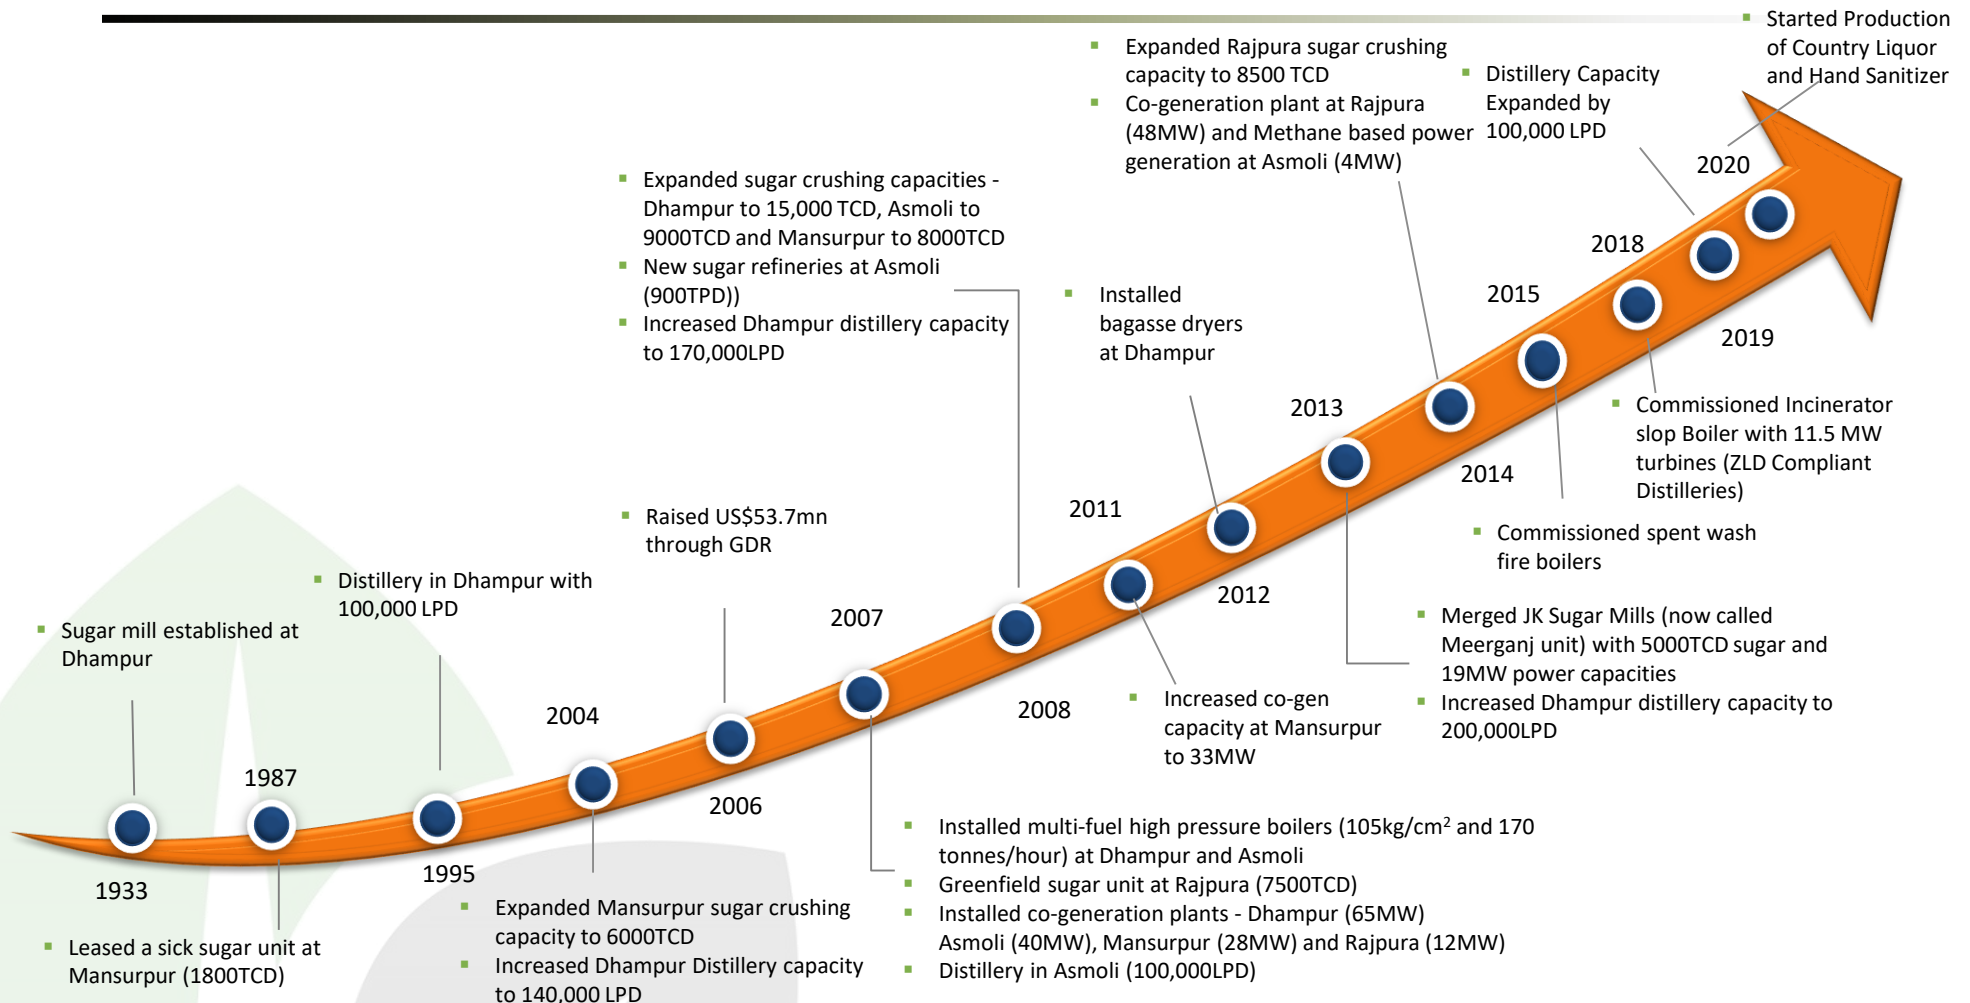 Sugar mill established at
Dhampur
1933
1987
Leased a sick sugar unit at
Mansurpur (1800TCD)
Distillery in Dhampur with
100,000 LPD
1995
2004
Expanded Mansurpur sugar crushing
capacity to 6000TCD
Increased Dhampur Distillery capacity
to 140,000 LPD
Raised US$53.7mn
through GDR
2006
2007
Installed multi-fuel high pressure boilers (105kg/cm² and 170
tonnes/hour) at Dhampur and Asmoli
Greenfield sugar unit at Rajpura (7500TCD)
Installed co-generation plants - Dhampur (65MW)
Asmoli (40MW), Mansurpur (28MW) and Rajpura (12MW)
Distillery in Asmoli (100,000LPD)
Expanded sugar crushing capacities -
Dhampur to 15,000 TCD, Asmoli to
9000TCD and Mansurpur to 8000TCD
New sugar refineries at Asmoli
(900TPD))
Increased Dhampur distillery capacity
to 170,000LPD
2008
2011
Increased co-gen
capacity at Mansurpur
to 33MW
Installed
bagasse dryers
at Dhampur
2012
2013
Merged JK Sugar Mills (now called
Meerganj unit) with 5000TCD sugar and
19MW power capacities
Increased Dhampur distillery capacity to
200,000LPD
Expanded Rajpura sugar crushing
capacity to 8500 TCD
Co-generation plant at Rajpura
(48MW) and Methane based power
generation at Asmoli (4MW)
2014
2015
Commissioned spent wash
fire boilers
2018
Commissioned Incinerator
slop Boiler with 11.5 MW
turbines (ZLD Compliant
Distilleries)
Distillery Capacity
Expanded by
100,000 LPD
2019
2020
Started Production
of Country Liquor
and Hand Sanitizer